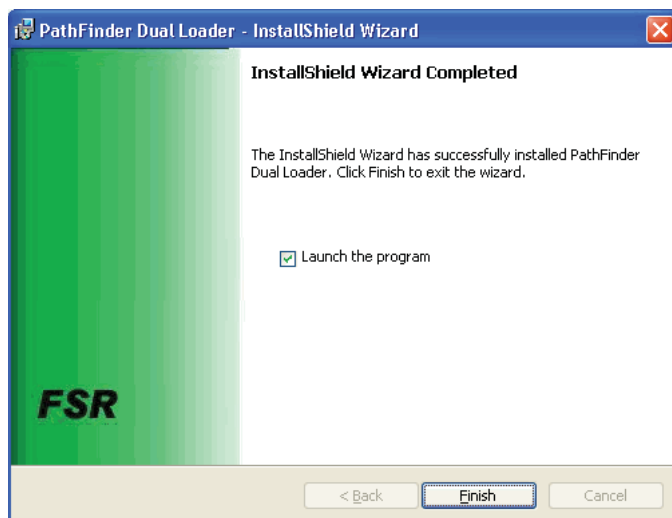 PathFinder Dual Loader - InstallShield Wizard
InstallShield Wizard Completed
The InstallShield Wizard has successfully installed PathFinder
Dual Loader. Click Finish to exit the wizard.
Launch the program
FSR
< Back Finish Cancel